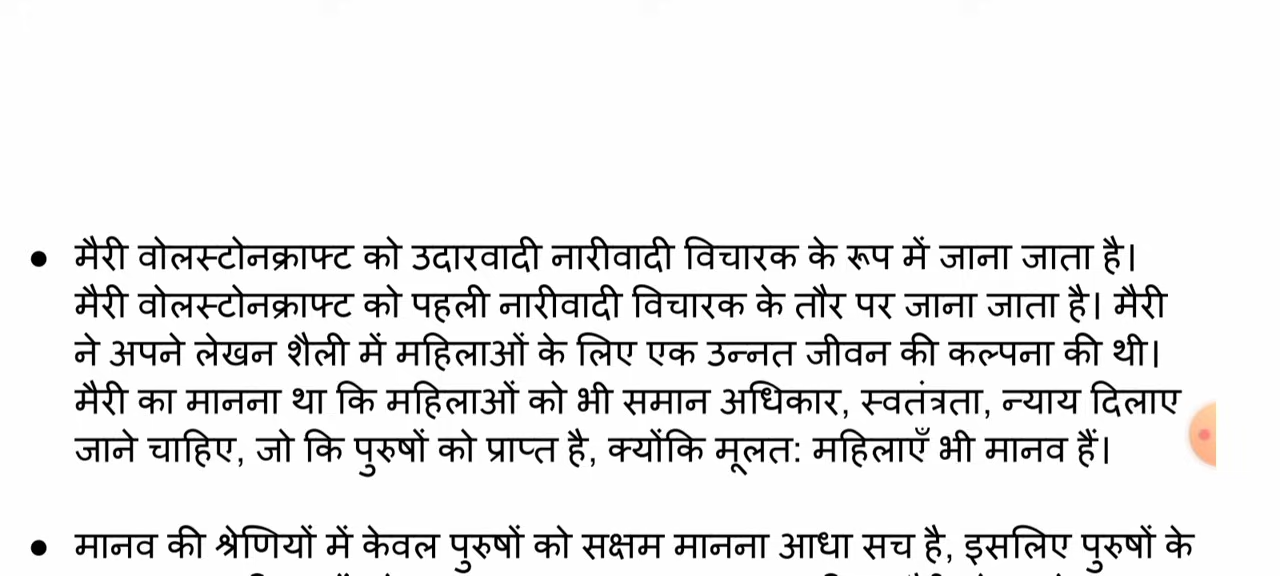 ● मैरी वोलस्टोनक्राफ्ट को उदारवादी नारीवादी विचारक के रूप में जाना जाता है।
मैरी वोलस्टोनक्राफ्ट को पहली नारीवादी विचारक के तौर पर जाना जाता है। मैरी
ने अपने लेखन शैली में महिलाओं के लिए एक उन्नत जीवन की कल्पना की थी।
मैरी का मानना था कि महिलाओं को भी समान अधिकार, स्वतंत्रता, न्याय दिलाए
जाने चाहिए, जो कि पुरुषों को प्राप्त है, क्योंकि मूलत: महिलाएँ भी मानव हैं।
● मानव की श्रेणियों में केवल पुरुषों को सक्षम मानना आधा सच है, इसलिए पुरुषों के